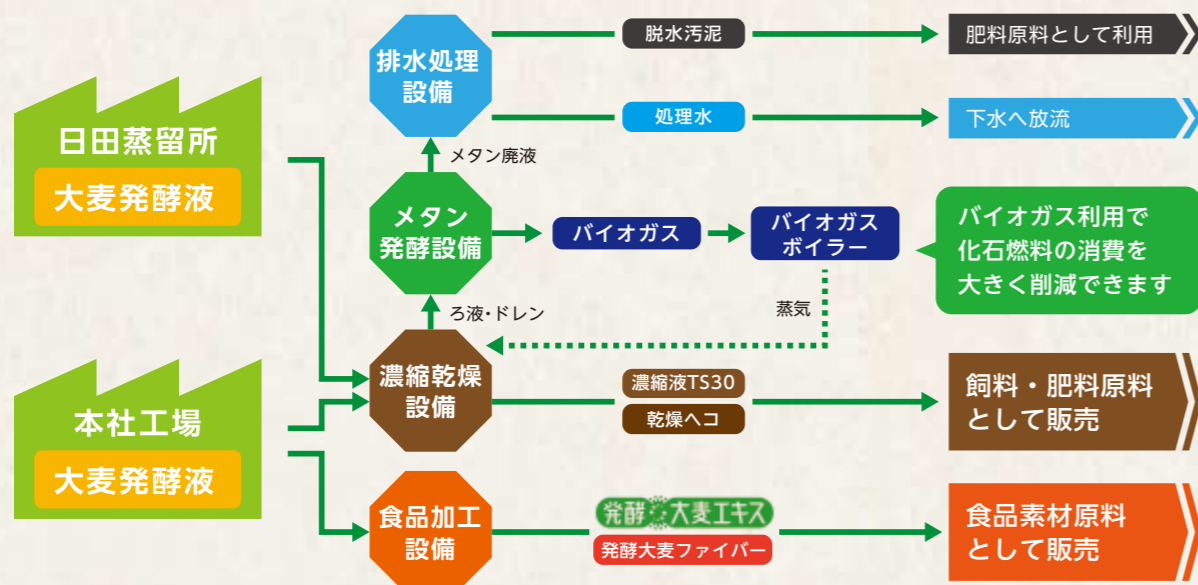 日田蒸留所
大麦発酵液
本社工場
大麦発酵液
排水処理
設備
脱水汚泥
肥料原料として利用
処理水
下水へ放流
メタン廃液
メタン
発酵設備
バイオガス
バイオガス
ボイラー
バイオガス利用で
化石燃料の消費を
大きく削減できます
ろ液・ドレン
蒸気
濃縮乾燥
設備
濃縮液TS30
乾燥ヘコ
飼料・肥料原料
として販売
食品加工
設備
発酵大麦エキス
発酵大麦ファイバー
食品素材原料
として販売